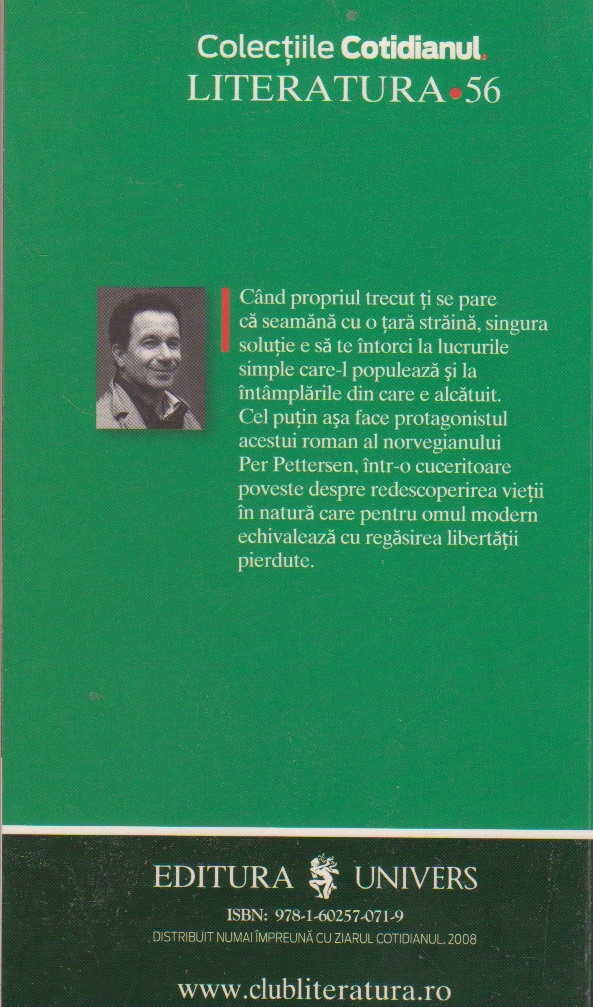 Colecțiile Cotidianul.
LITERATURA•56
Când propriul trecut ți se pare
că seamănă cu o țară străină, singura
soluție e să te întorci la lucrurile
simple care-l populează și la
întâmplările din care e alcătuit.
Cel puțin așa face protagonistul
acestui roman al norvegianului
Per Pettersen, într-o cuceritoare
poveste despre redescoperirea vieții
în natură care pentru omul modern
echivalează cu regăsirea libertății
pierdute.
EDITURA UNIVERS
ISBN: 978-1-60257-071-9
DISTRIBUIT NUMAI ÎMPREUNĂ CU ZIARUL COTIDIANUL. 2008
www.clubliteratura.ro